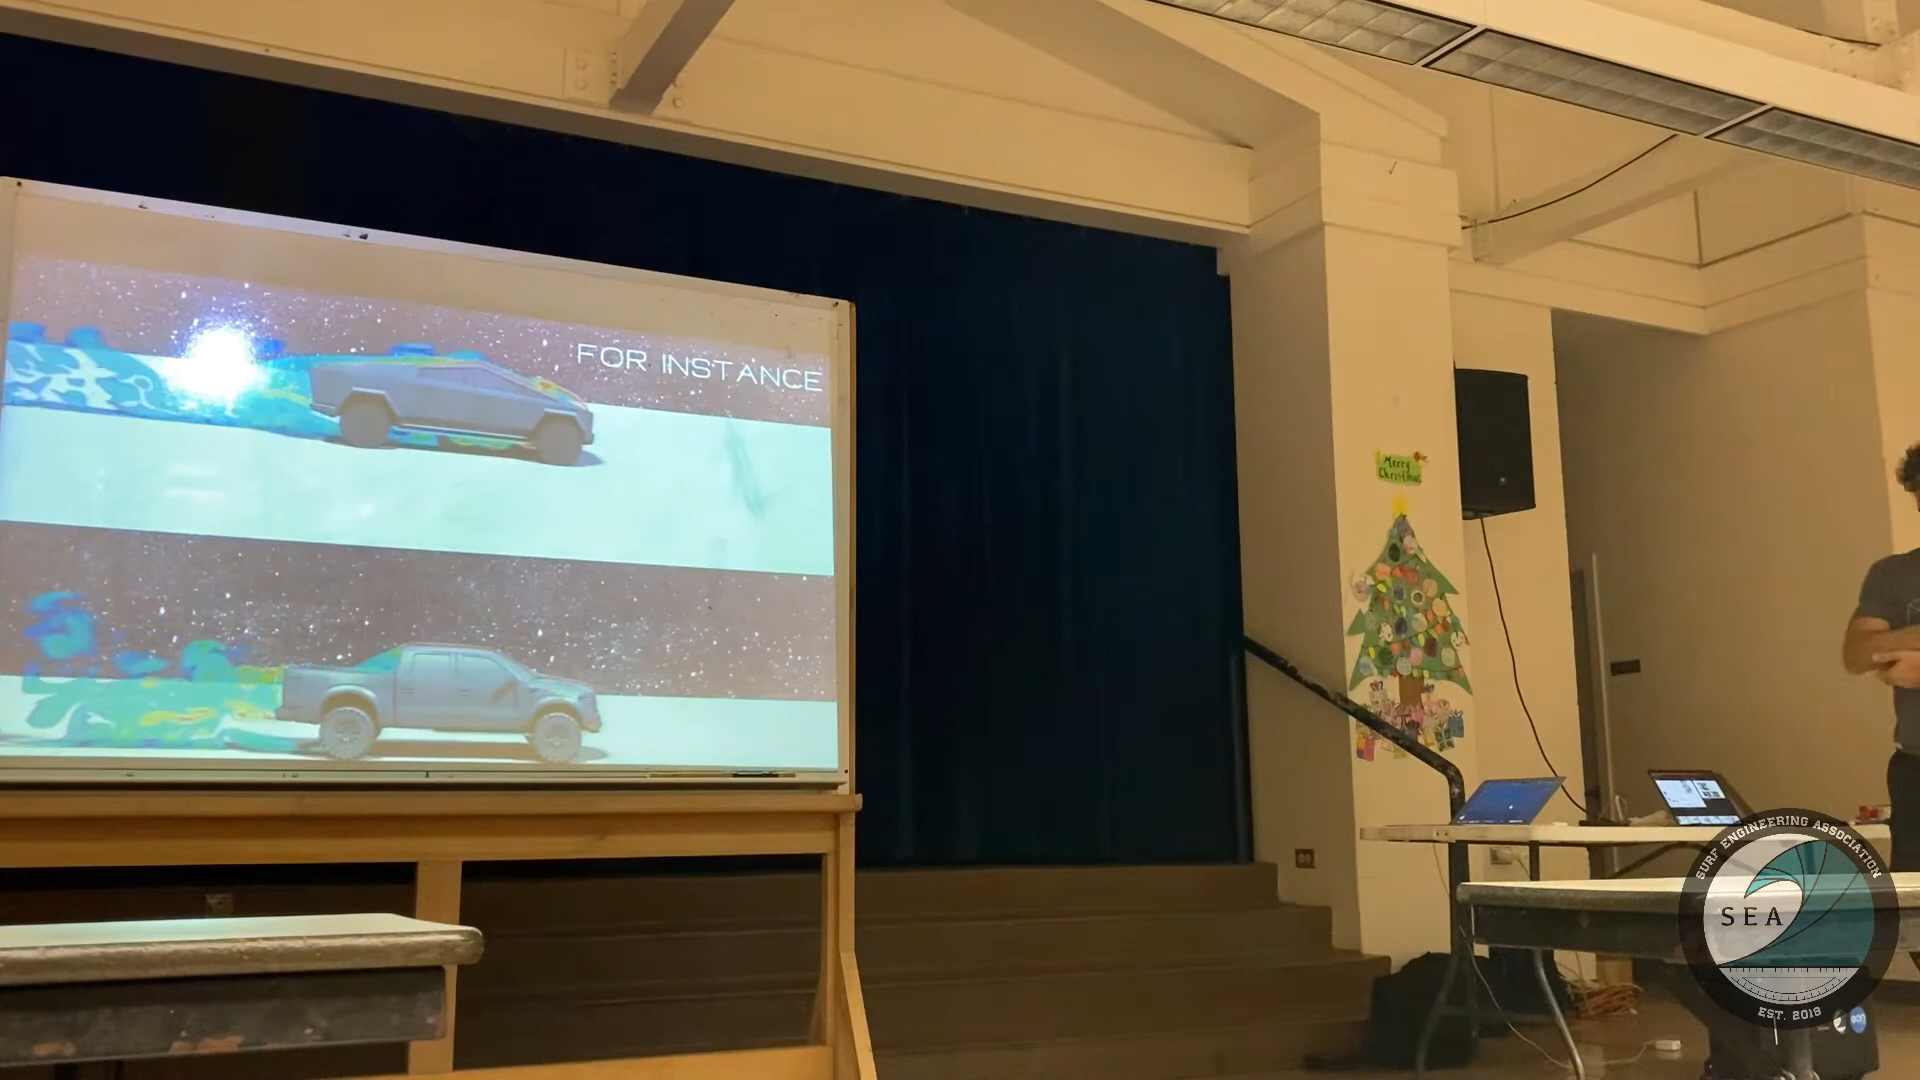 FOR INSTANCE
Merry
Christmas
SURF ENGINEERING ASSOCIATION
SEA
EST. 2018